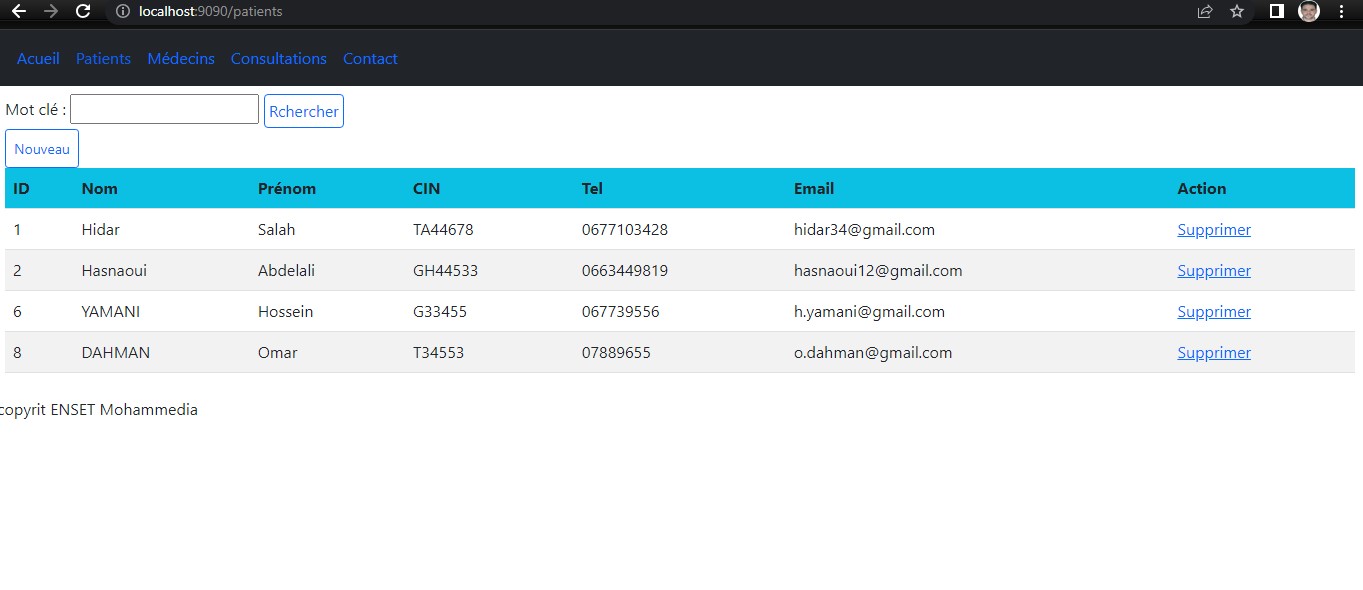 localhost:9090/patients
Acueil Patients Médecins Consultations Contact
Mot clé : Rchercher
Nouveau
ID Nom Prénom CIN Tel Email Action
1 Hidar Salah TA44678 0677103428 hidar34@gmail.com Supprimer
2 Hasnaoui Abdelali GH44533 0663449819 hasnaoui12@gmail.com Supprimer
6 YAMANI Hossein G33455 067739556 h.yamani@gmail.com Supprimer
8 DAHMAN Omar T34553 07889655 o.dahman@gmail.com Supprimer
copyrit ENSET Mohammedia